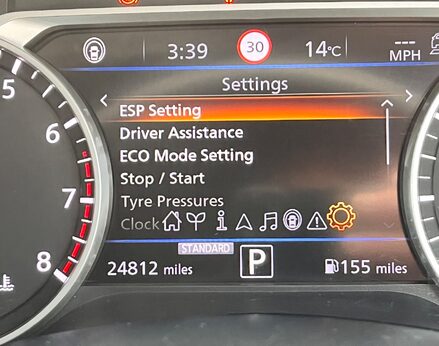 3:39 30 14°C --- MPH
Settings
ESP Setting
Driver Assistance
ECO Mode Setting
Stop / Start
Tyre Pressures
Clock
STANDARD
24812 miles P 155 miles
5
6
7
8